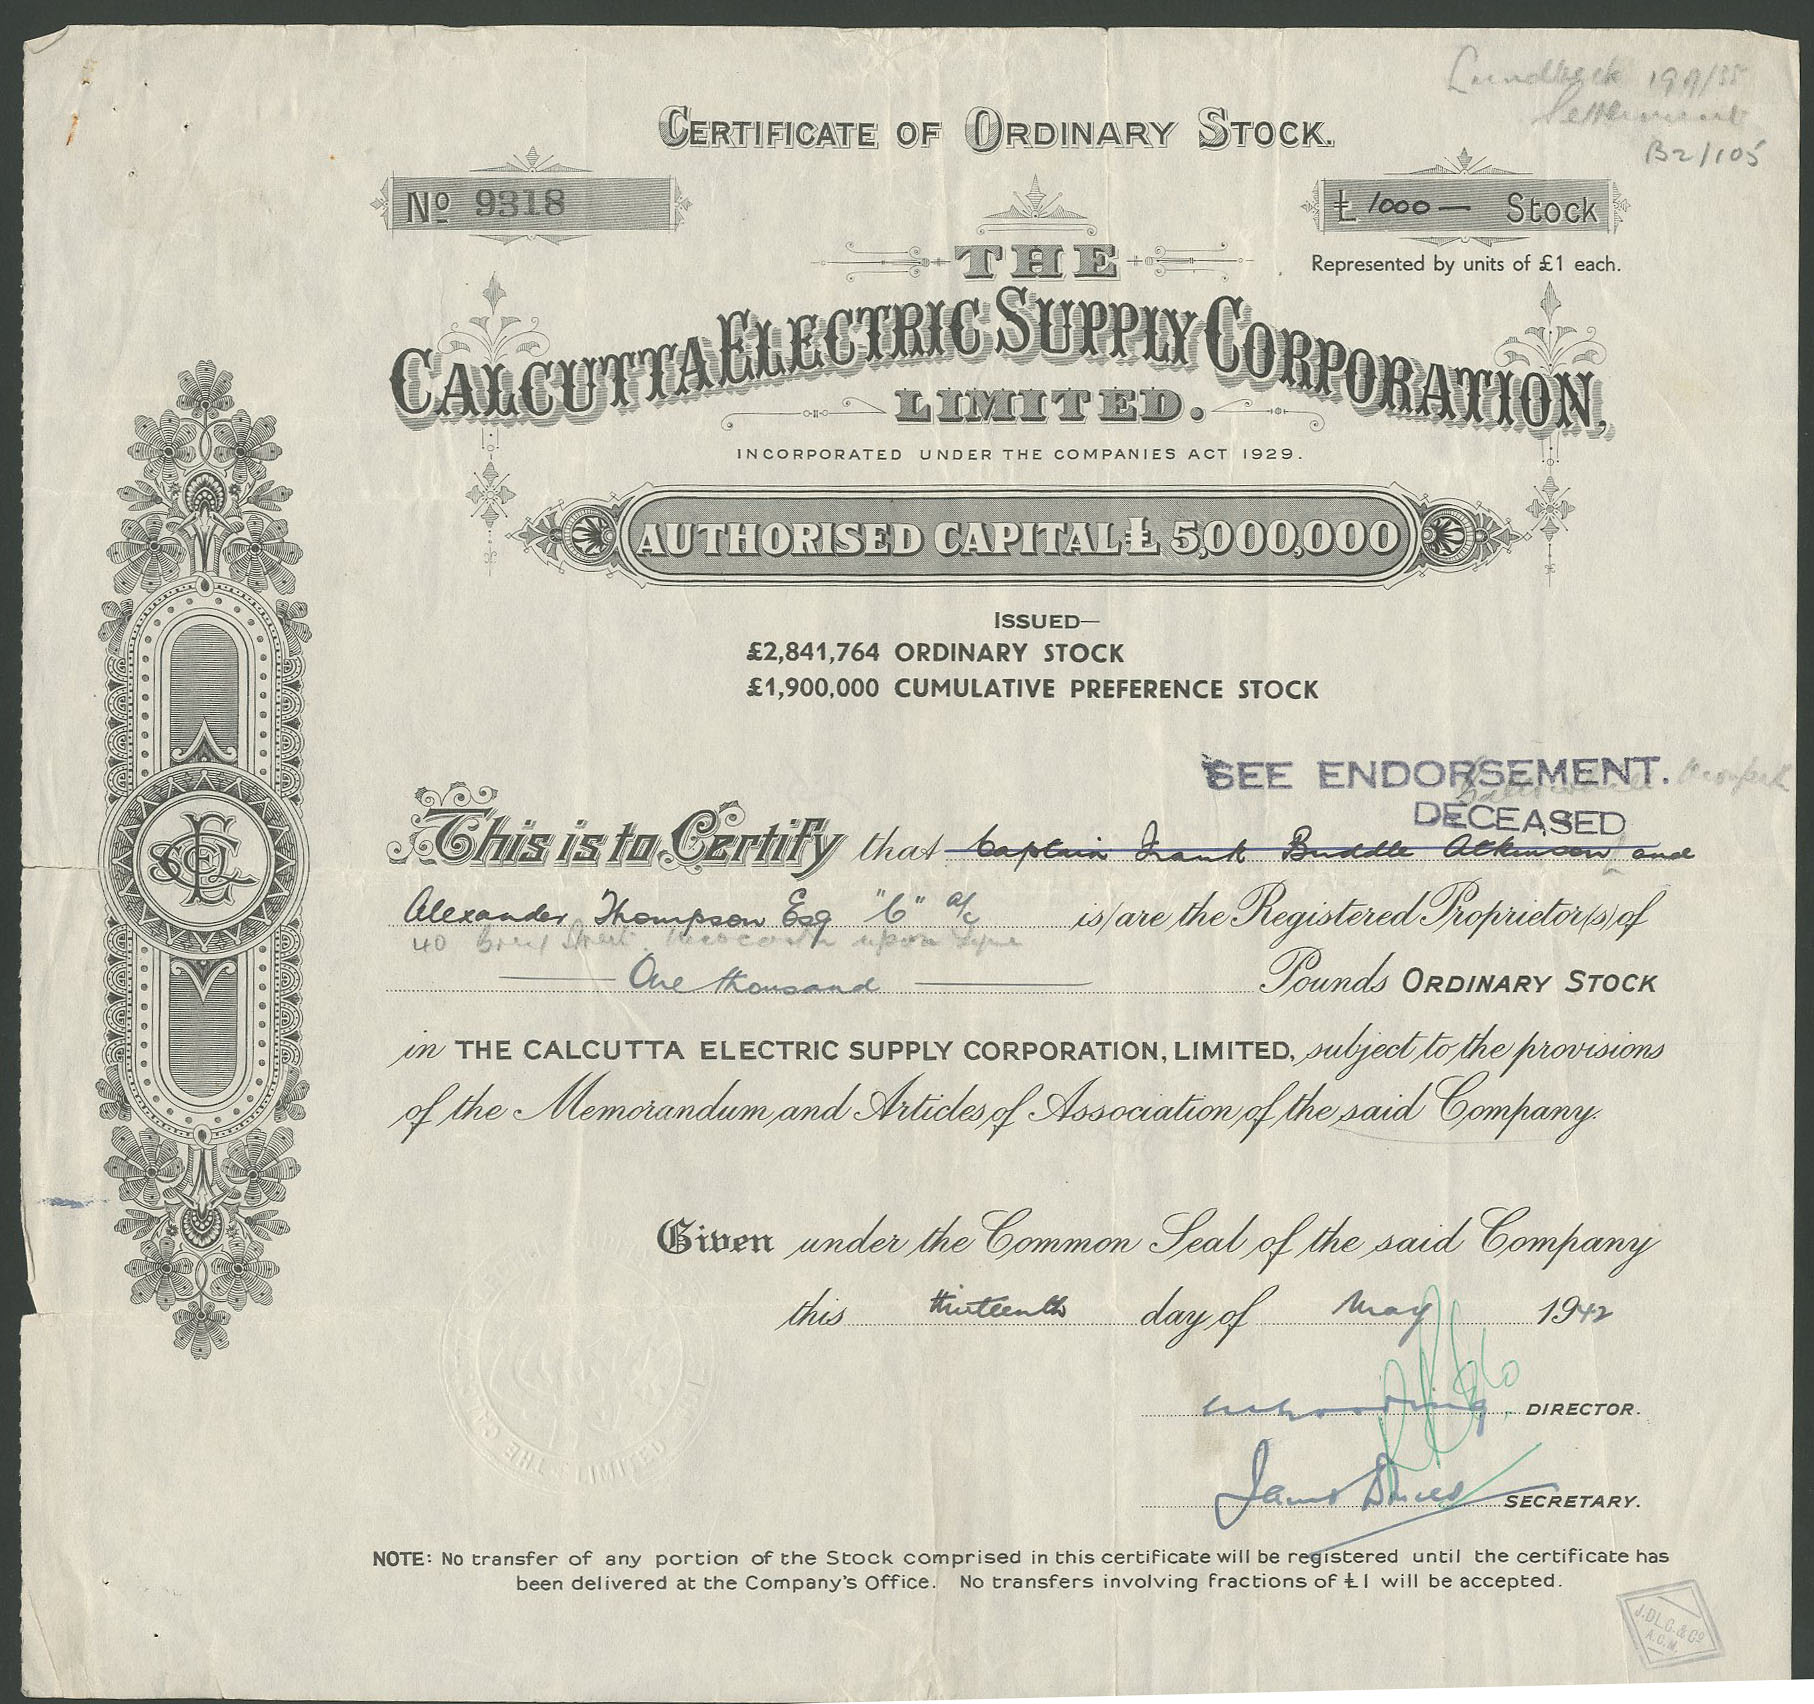 Settlement
B2/105
CERTIFICATE OF ORDINARY STOCK.
No 9318
£ 1000 — Stock
Represented by units of £1 each.
THE
CALCUTTA ELECTRIC SUPPLY CORPORATION,
LIMITED.
INCORPORATED UNDER THE COMPANIES ACT 1929.
AUTHORISED CAPITAL £ 5,000,000
ISSUED—
£2,841,764 ORDINARY STOCK
£1,900,000 CUMULATIVE PREFERENCE STOCK
SEE ENDORSEMENT.
DECEASED
This is to Certify that Captain Frank Buddle Atkinson and
Alexander Thompson Esq "C" a/c is/are the Registered Proprietor(s) of
40 Street Newcastle upon Tyne
One thousand Pounds ORDINARY STOCK
in THE CALCUTTA ELECTRIC SUPPLY CORPORATION, LIMITED, subject to the provisions
of the Memorandum and Articles of Association of the said Company.
Given under the Common Seal of the said Company
this thirteenth day of May 1942
DIRECTOR.
James SECRETARY.
THE LIMITED
NOTE: No transfer of any portion of the Stock comprised in this certificate will be registered until the certificate has
been delivered at the Company's Office. No transfers involving fractions of £1 will be accepted.
J.DL.C.&Co
A.C.M.